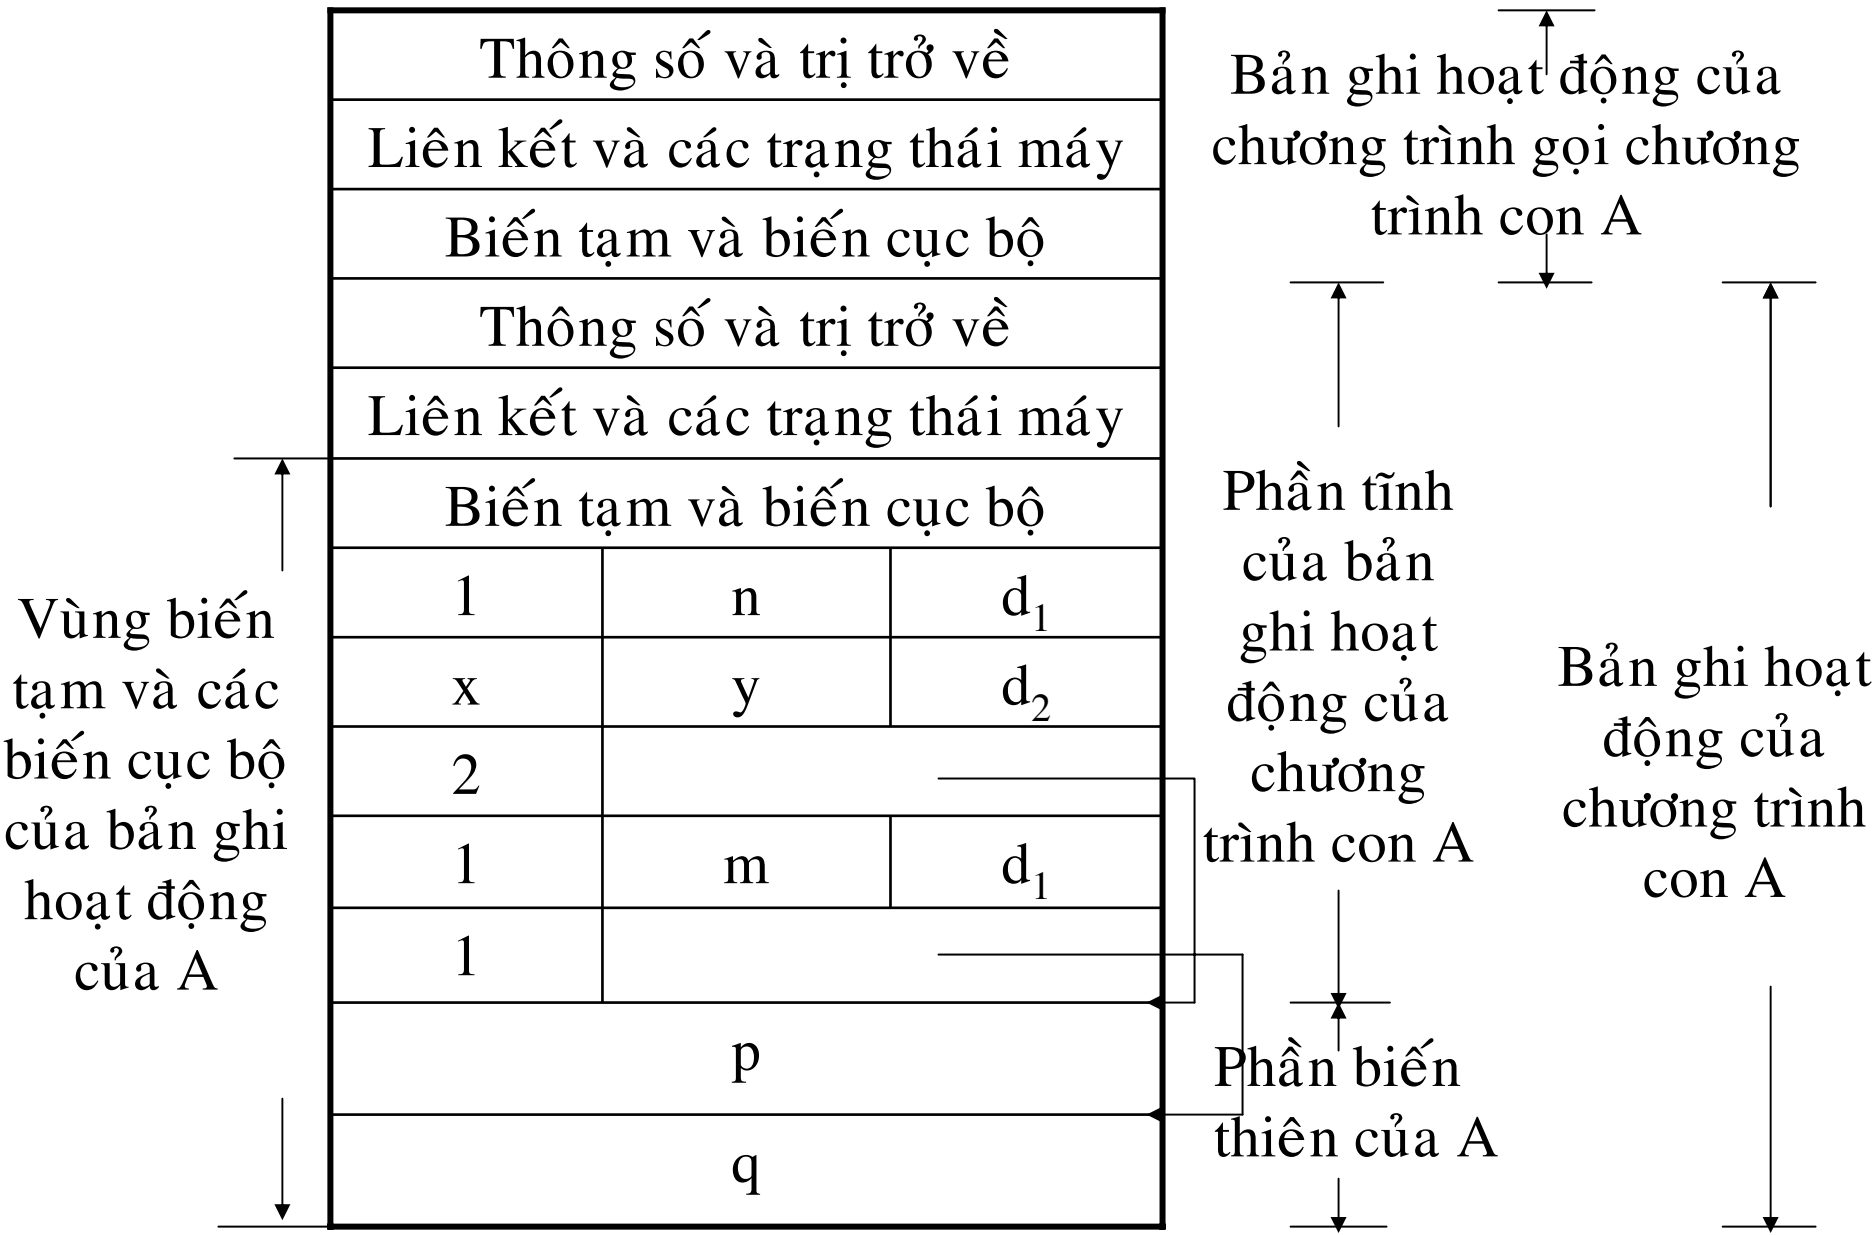 Thông số và trị trở về
Liên kết và các trạng thái máy
Biến tạm và biến cục bộ
Thông số và trị trở về
Liên kết và các trạng thái máy
Biến tạm và biến cục bộ
1 n d₁
x y d₂
2
1 m d₁
1
p
q
Vùng biến
tạm và các
biến cục bộ
của bản ghi
hoạt động
của A
Bản ghi hoạt động của
chương trình gọi chương
trình con A
Phần tĩnh
của bản
ghi hoạt
động của
chương
trình con A
Phần biến
thiên của A
Bản ghi hoạt
động của
chương trình
con A